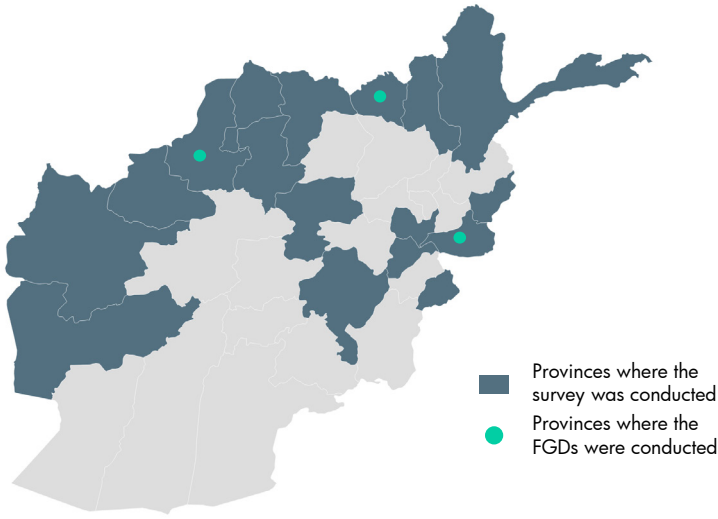 Provinces where the
survey was conducted
Provinces where the
FGDs were conducted